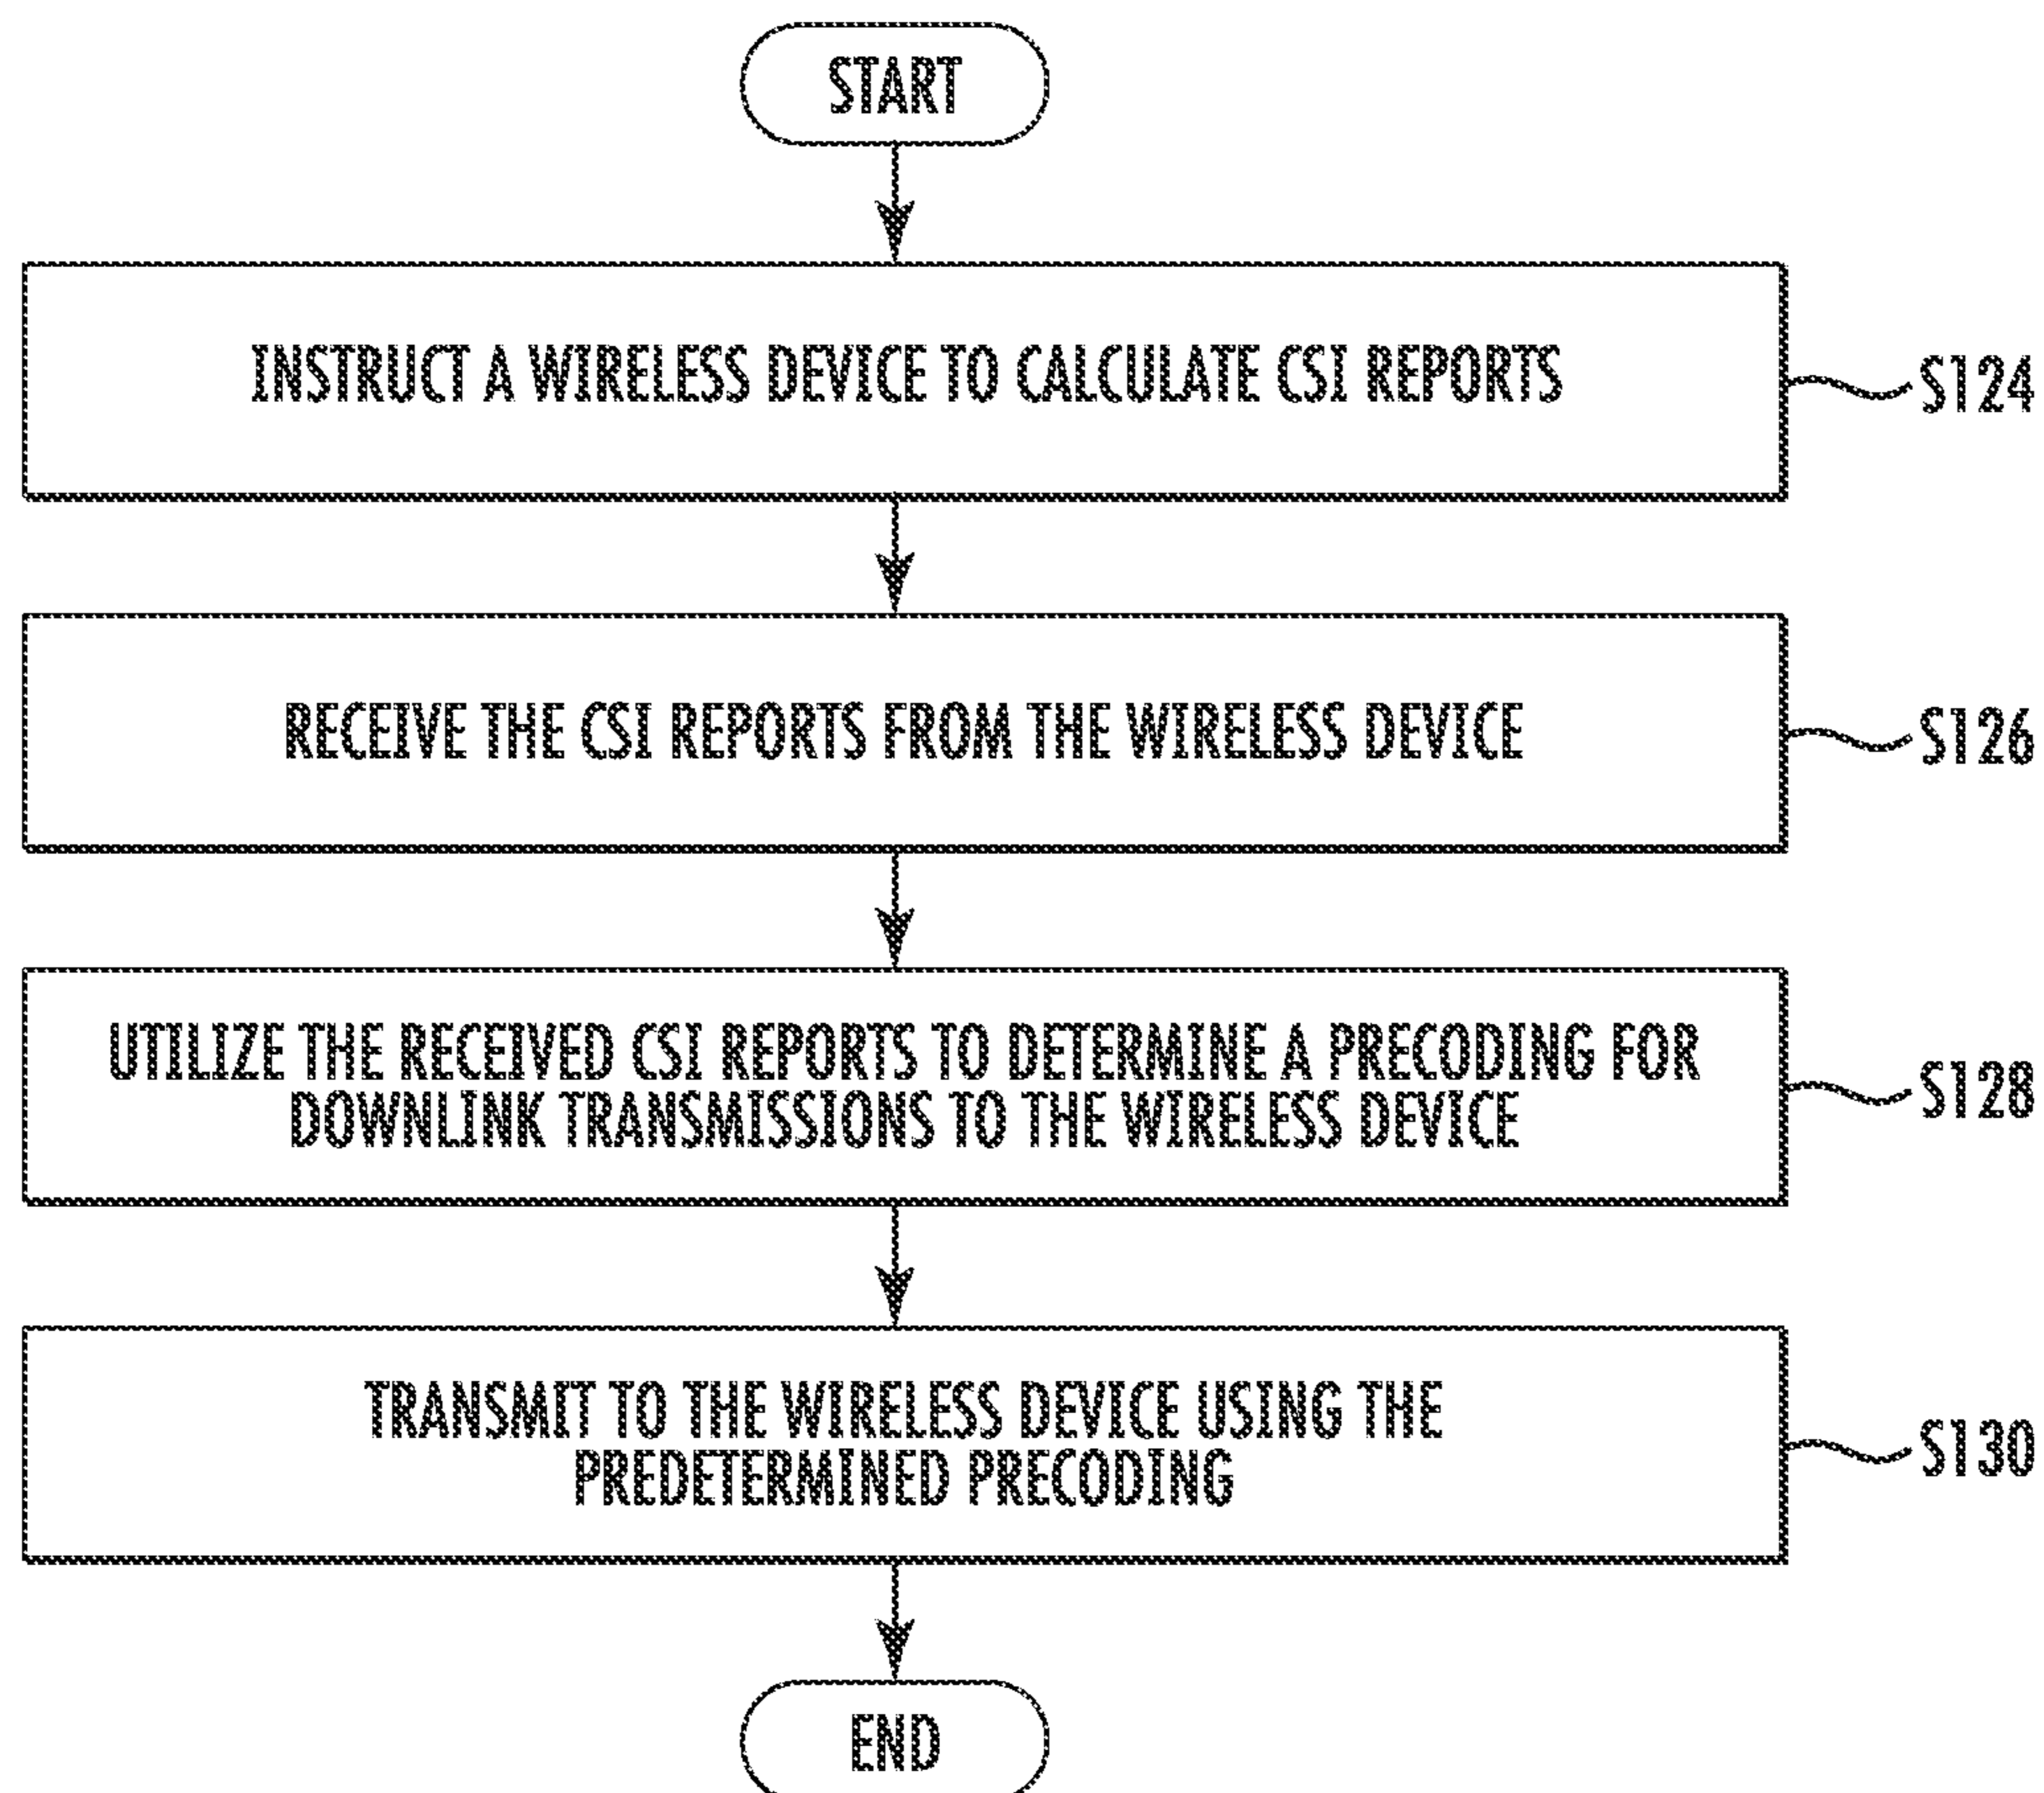 START
INSTRUCT A WIRELESS DEVICE TO CALCULATE CSI REPORTS
S124
RECEIVE THE CSI REPORTS FROM THE WIRELESS DEVICE
S126
UTILIZE THE RECEIVED CSI REPORTS TO DETERMINE A PRECODING FOR
DOWNLINK TRANSMISSIONS TO THE WIRELESS DEVICE
S128
TRANSMIT TO THE WIRELESS DEVICE USING THE
PREDETERMINED PRECODING
S130
END